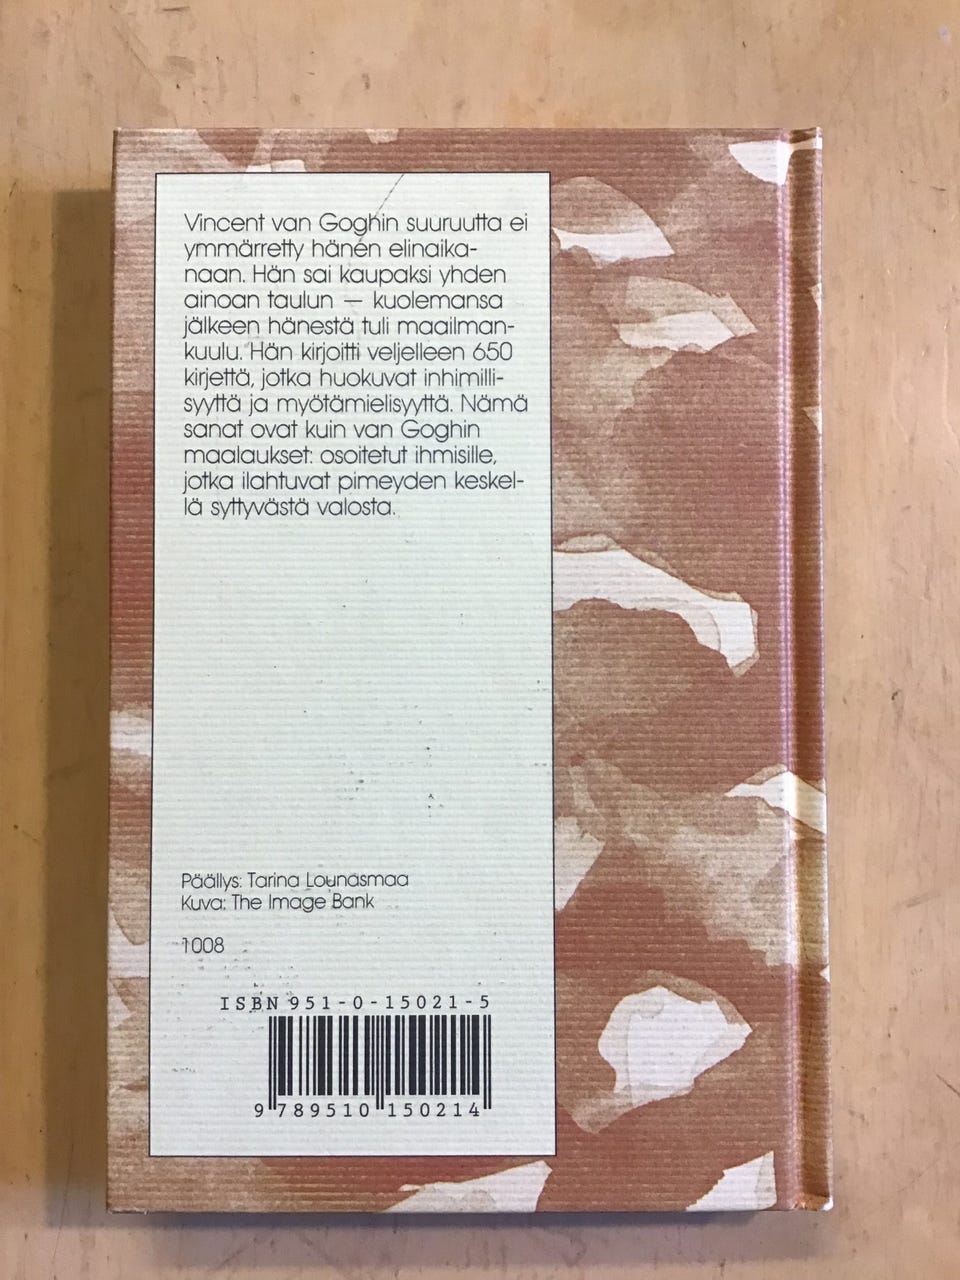 Vincent van Goghin suuruutta ei
ymmärretty hänen elinaika-
naan. Hän sai kaupaksi yhden
ainoan taulun — kuolemansa
jälkeen hänestä tuli maailman-
kuulu. Hän kirjoitti veljelleen 650
kirjettä, jotka huokuvat inhimilli-
syyttä ja myötämielisyyttä. Nämä
sanat ovat kuin van Goghin
maalaukset: osoitetut ihmisille,
jotka ilahtuvat pimeyden keskel-
lä syttyvästä valosta.
Päällys: Tarina Lounasmaa
Kuva: The Image Bank
1008
ISBN 951-0-15021-5
9 789510 150214